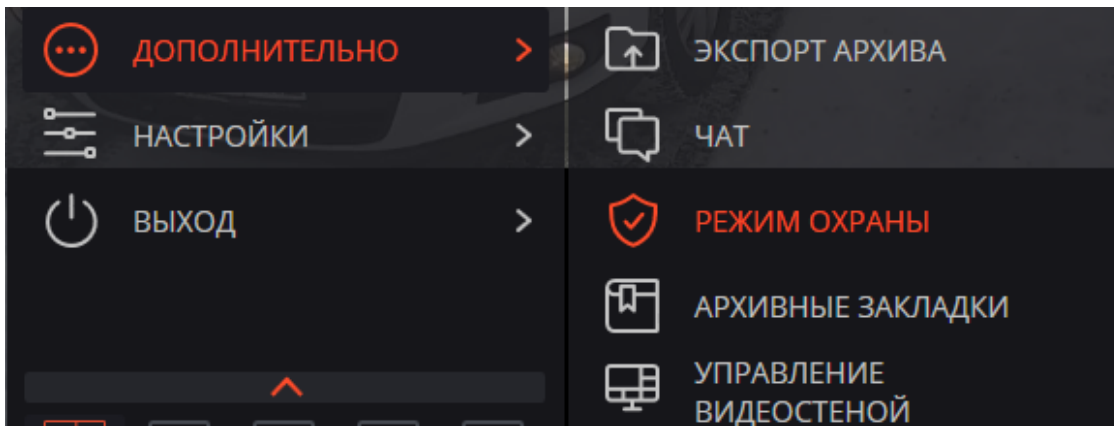 ДОПОЛНИТЕЛЬНО
НАСТРОЙКИ
ВЫХОД
ЭКСПОРТ АРХИВА
ЧАТ
РЕЖИМ ОХРАНЫ
АРХИВНЫЕ ЗАКЛАДКИ
УПРАВЛЕНИЕ
ВИДЕОСТЕНОЙ